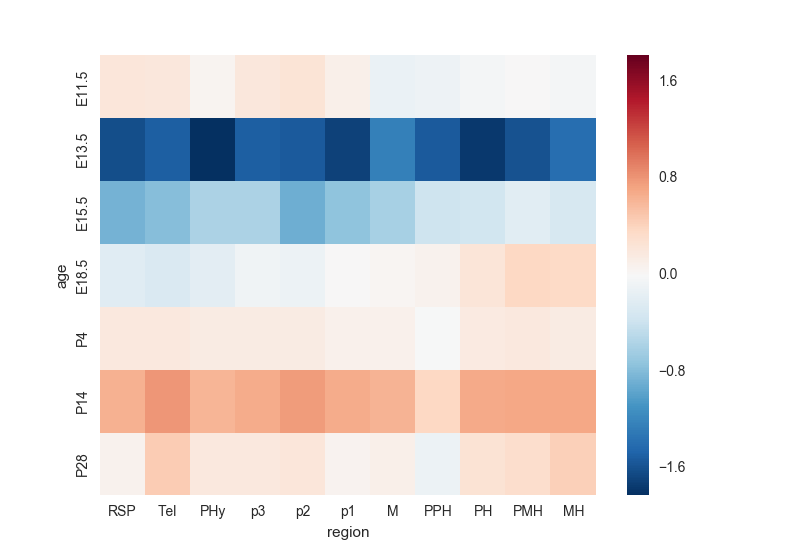 E11.5
E13.5
E15.5
E18.5
P4
P14
P28
age
RSP Tel PHy p3 p2 p1 M PPH PH PMH MH
region
1.6
0.8
0.0
−0.8
−1.6